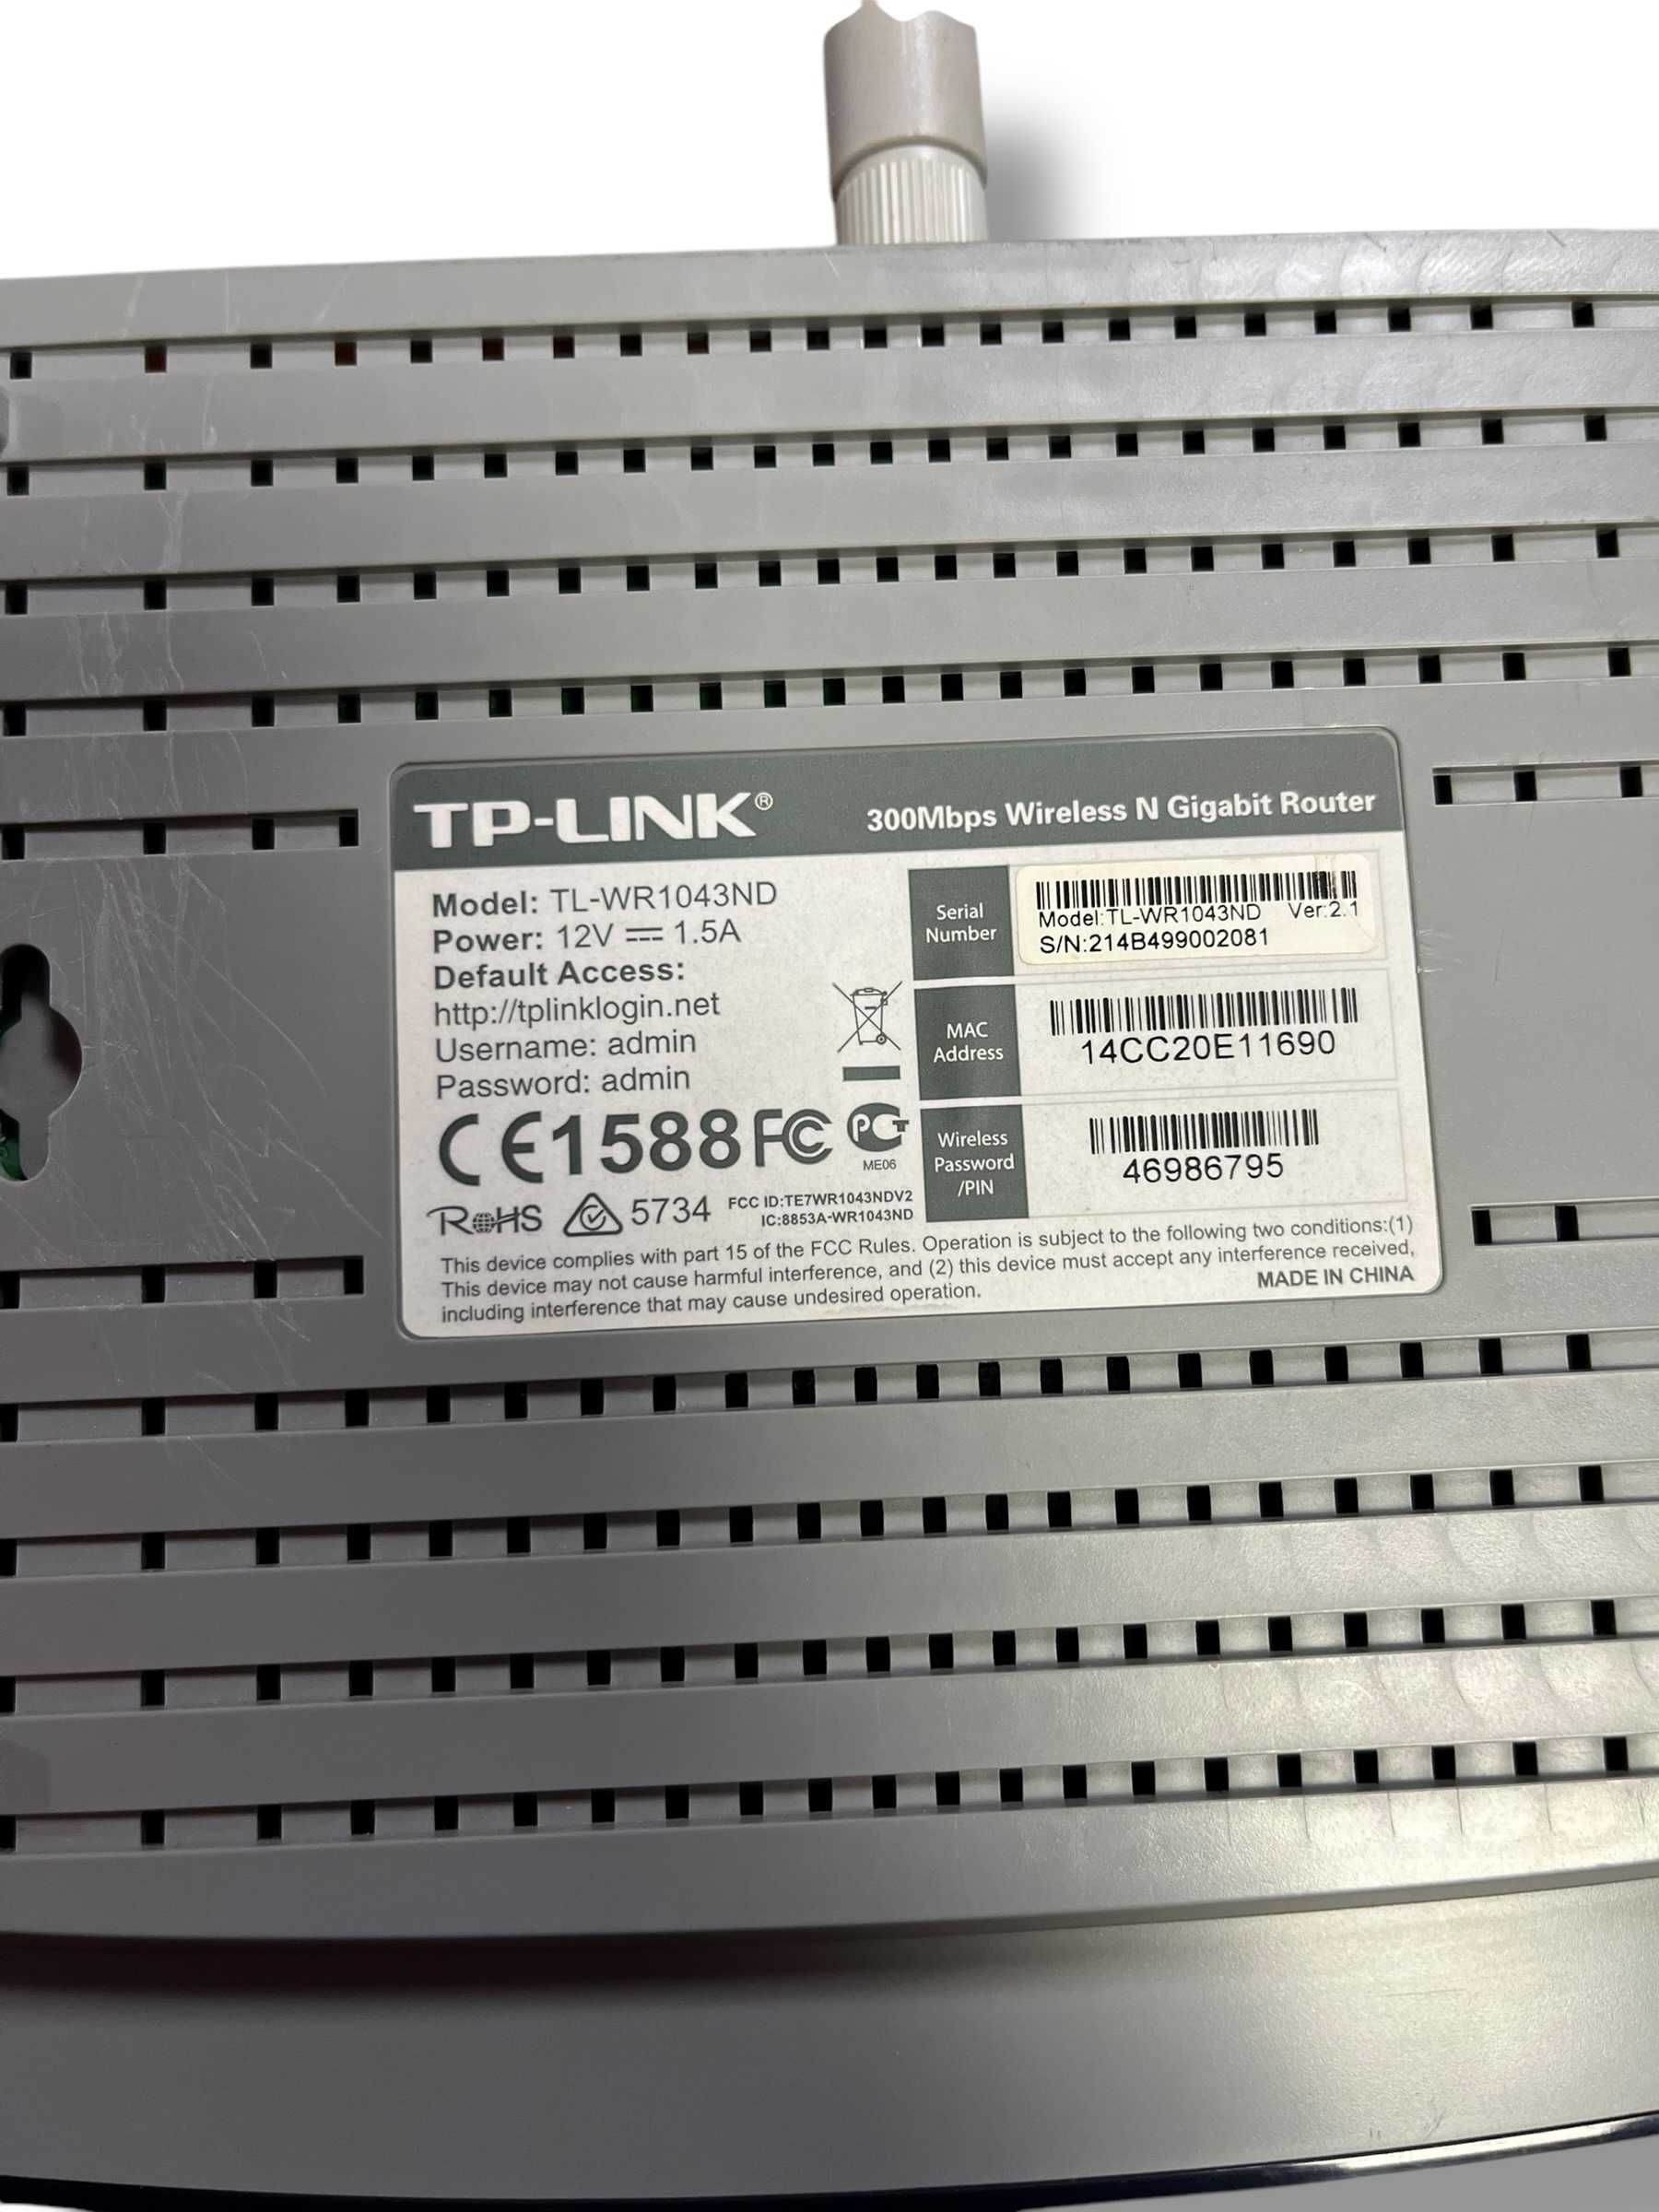 TP-LINK®
300Mbps Wireless N Gigabit Router
Model: TL-WR1043ND
Power: 12V ⎓ 1.5A
Default Access:
http://tplinklogin.net
Username: admin
Password: admin
CE1588 FC PCT
ME06
RoHS 5734
FCC ID:TE7WR1043NDV2
IC:8853A-WR1043ND
Serial
Number
Model:TL-WR1043ND Ver:2.1
S/N:214B499002081
MAC
Address
14CC20E11690
Wireless
Password
/PIN
46986795
This device complies with part 15 of the FCC Rules. Operation is subject to the following two conditions:(1)
This device may not cause harmful interference, and (2) this device must accept any interference received,
including interference that may cause undesired operation.
MADE IN CHINA